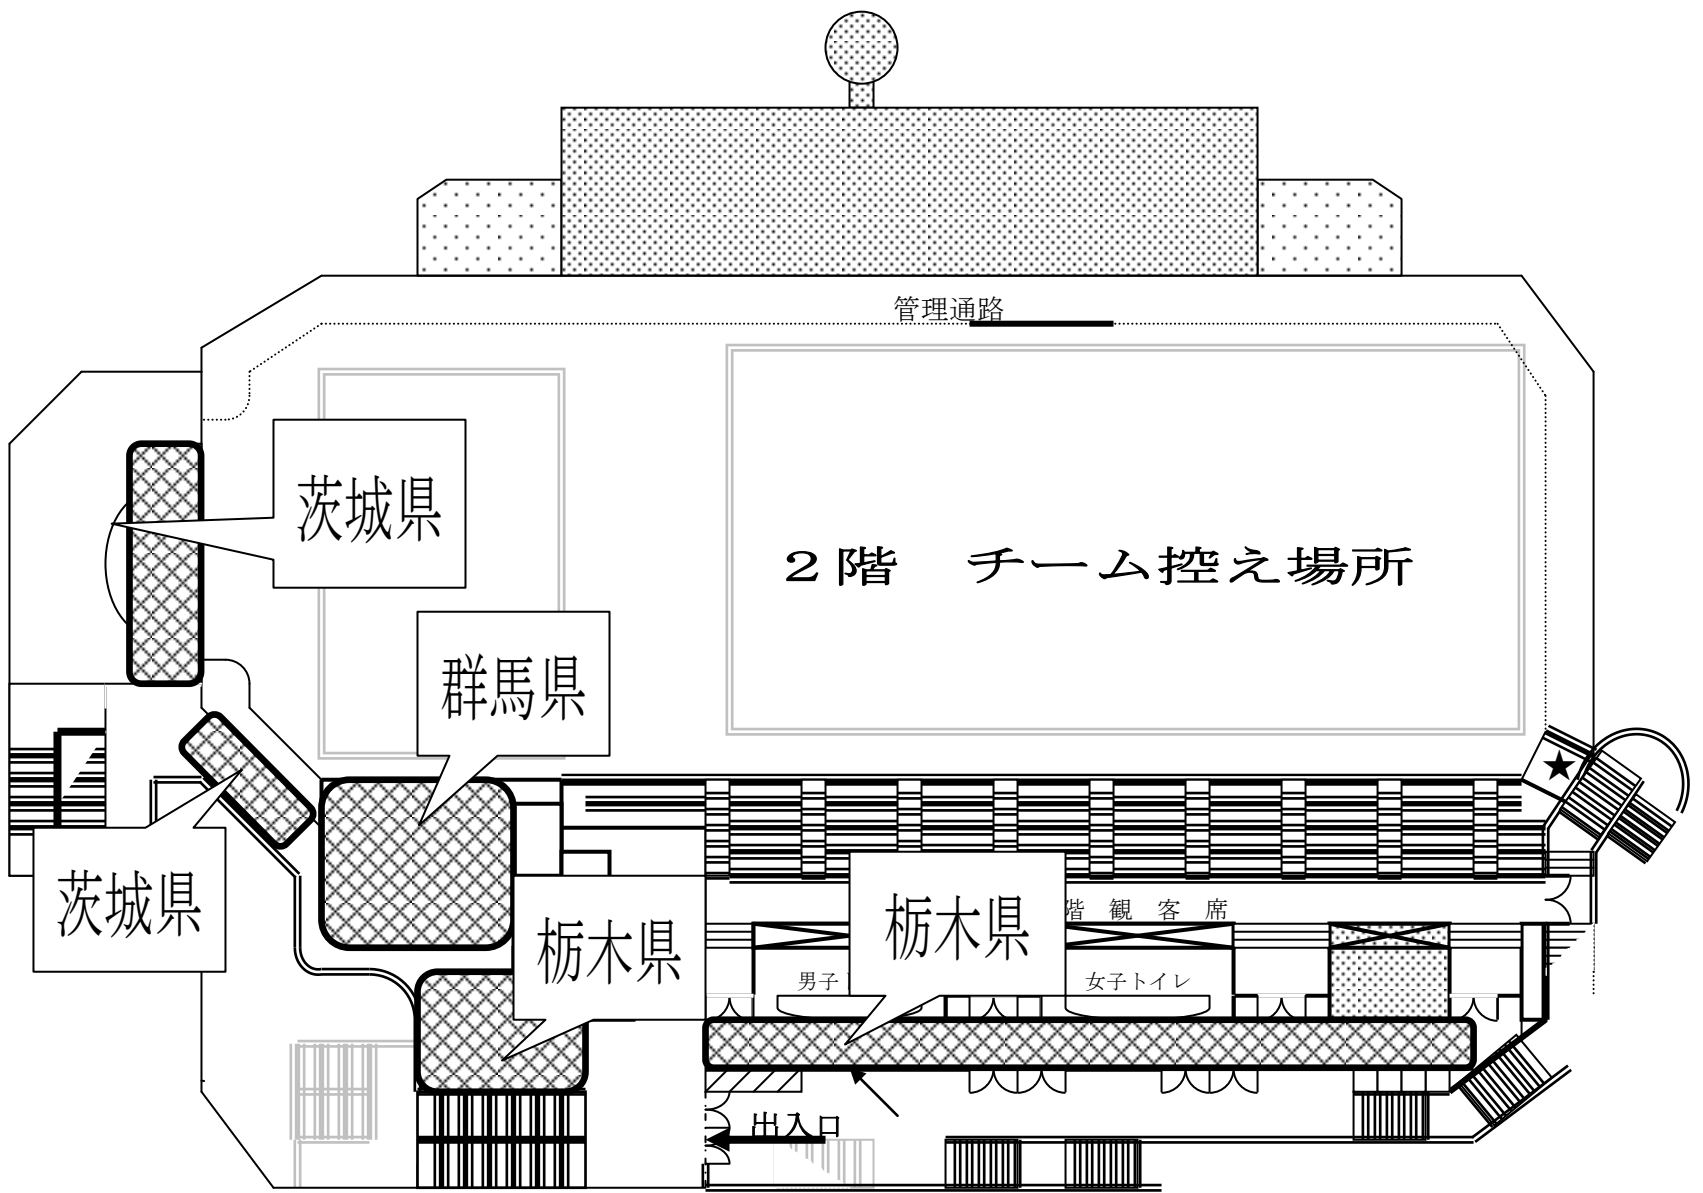 管理通路
茨城県
2階　チーム控え場所
群馬県
茨城県
栃木県
栃木県
階 観 客 席
男子
女子トイレ
出入口